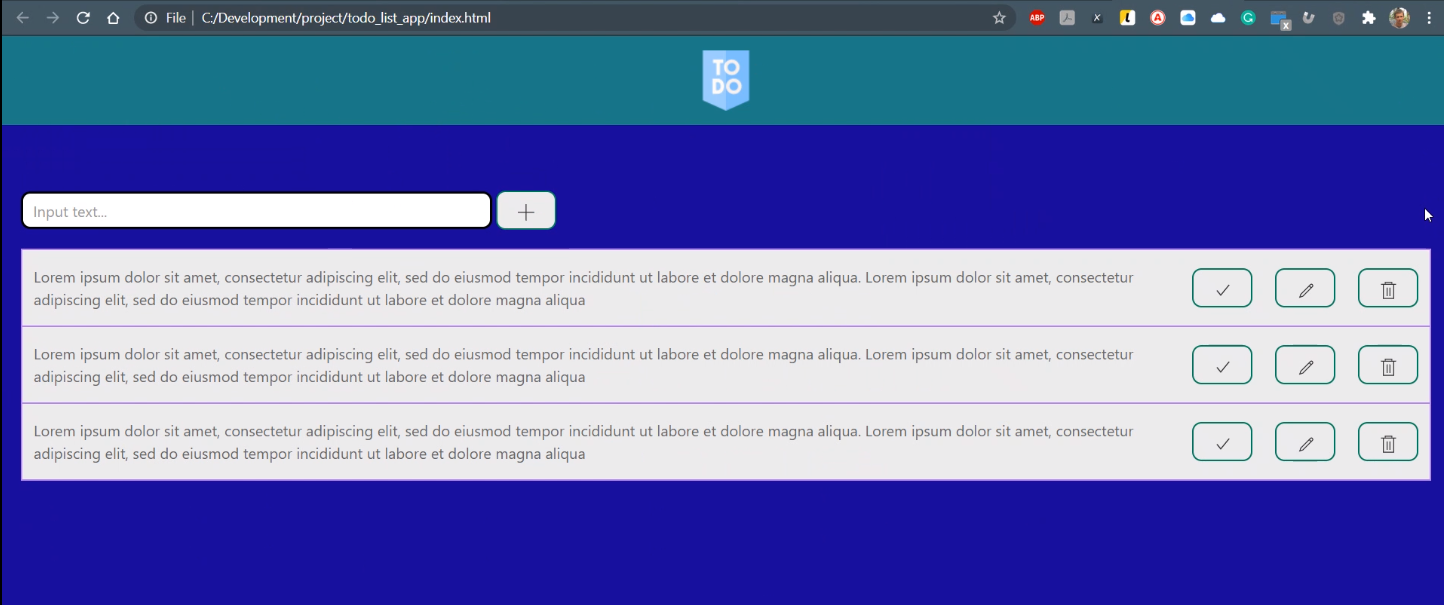 File
C:/Development/project/todo_list_app/index.html
ABP
TO
DO
Input text...
Lorem ipsum dolor sit amet, consectetur adipiscing elit, sed do eiusmod tempor incididunt ut labore et dolore magna aliqua. Lorem ipsum dolor sit amet, consectetur
adipiscing elit, sed do eiusmod tempor incididunt ut labore et dolore magna aliqua
Lorem ipsum dolor sit amet, consectetur adipiscing elit, sed do eiusmod tempor incididunt ut labore et dolore magna aliqua. Lorem ipsum dolor sit amet, consectetur
adipiscing elit, sed do eiusmod tempor incididunt ut labore et dolore magna aliqua
Lorem ipsum dolor sit amet, consectetur adipiscing elit, sed do eiusmod tempor incididunt ut labore et dolore magna aliqua. Lorem ipsum dolor sit amet, consectetur
adipiscing elit, sed do eiusmod tempor incididunt ut labore et dolore magna aliqua